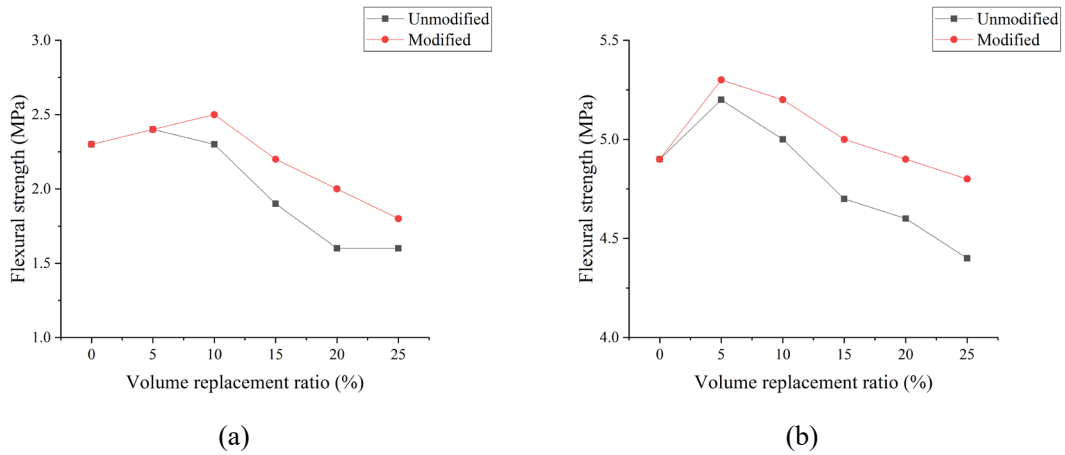 Unmodified
Modified
3.0
2.5
2.0
1.5
1.0
Flexural strength (MPa)
0 5 10 15 20 25
Volume replacement ratio (%)
(a)
Unmodified
Modified
5.5
5.0
4.5
4.0
Flexural strength (MPa)
0 5 10 15 20 25
Volume replacement ratio (%)
(b)